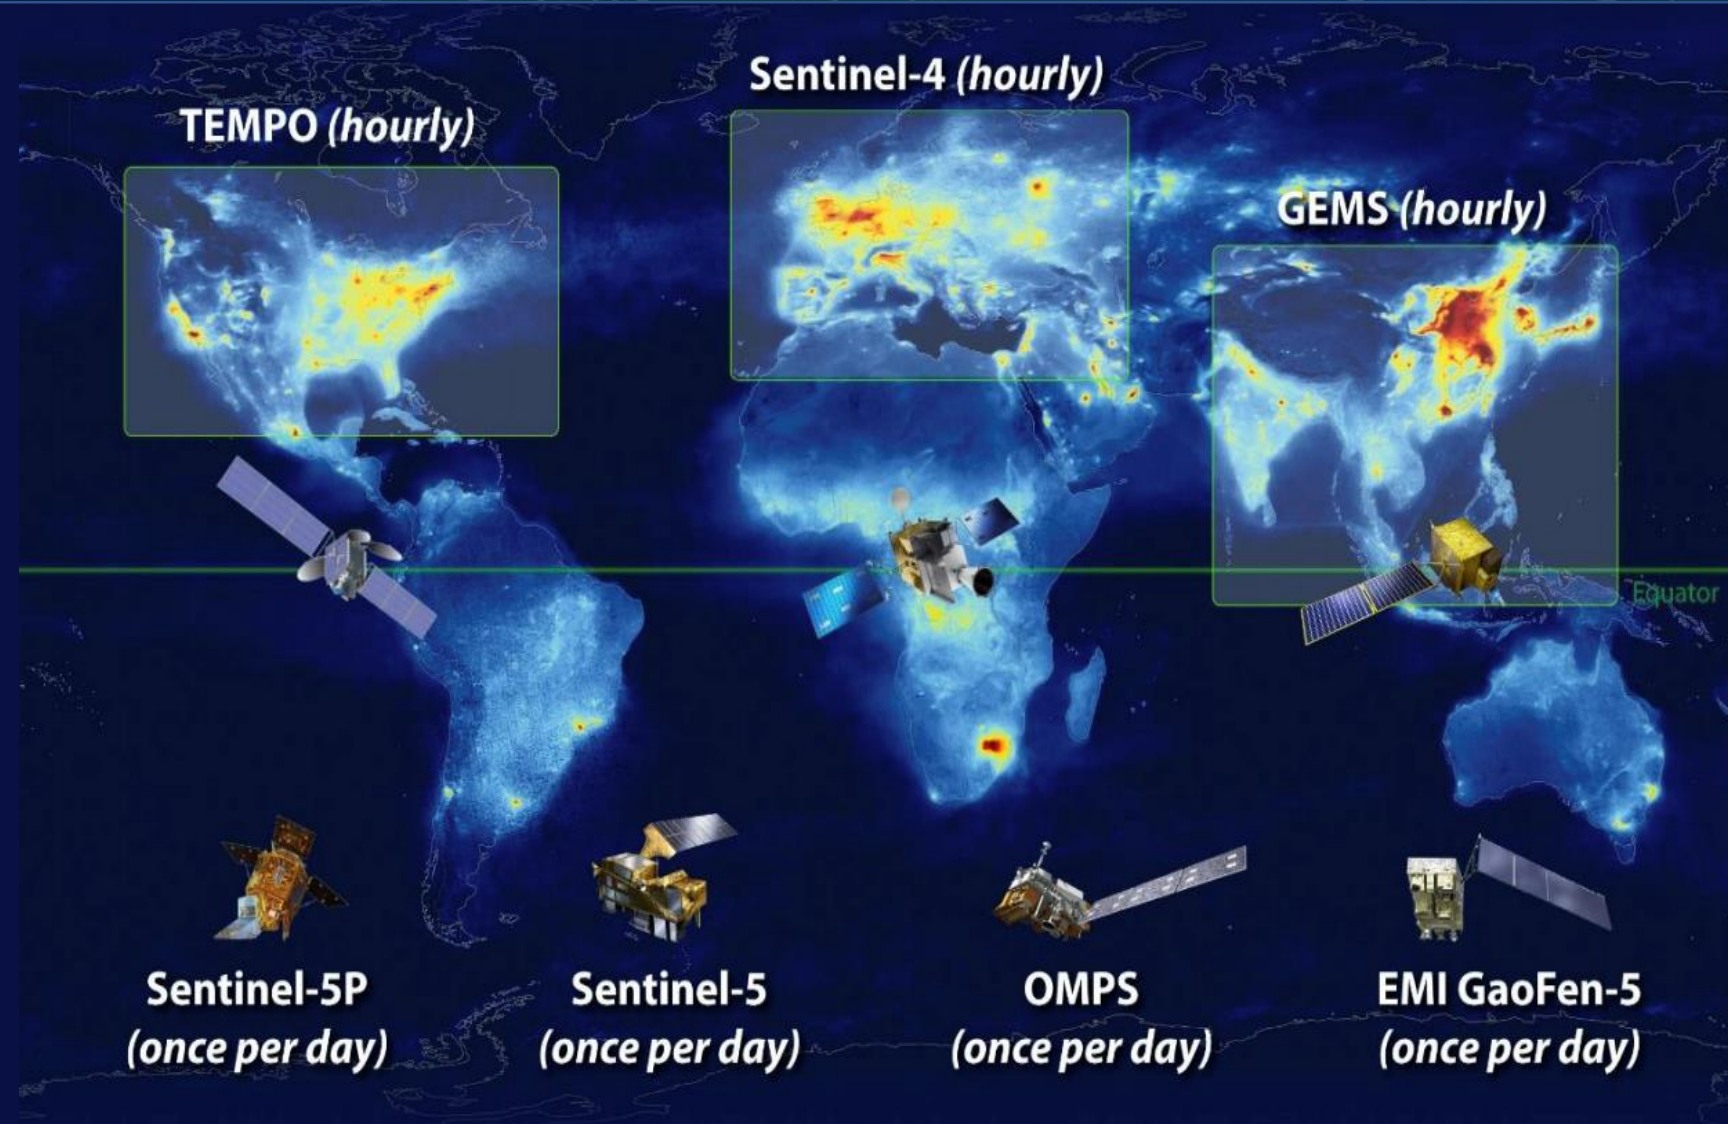 Sentinel-4 (hourly)
TEMPO (hourly)
GEMS (hourly)
Equator
Sentinel-5P
(once per day)
Sentinel-5
(once per day)
OMPS
(once per day)
EMI GaoFen-5
(once per day)